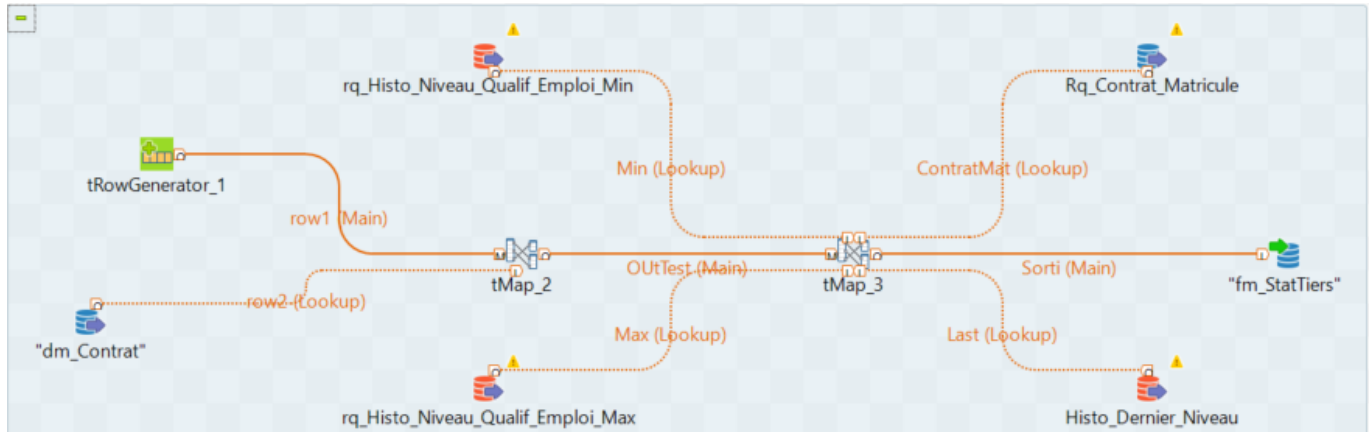 rq_Histo_Niveau_Qualif_Emploi_Min
Rq_Contrat_Matricule
tRowGenerator_1
Min (Lookup)
ContratMat (Lookup)
row1 (Main)
OUtTest (Main)
Sorti (Main)
tMap_2
tMap_3
"fm_StatTiers"
row2 (Lookup)
"dm_Contrat"
Max (Lookup)
Last (Lookup)
rq_Histo_Niveau_Qualif_Emploi_Max
Histo_Dernier_Niveau